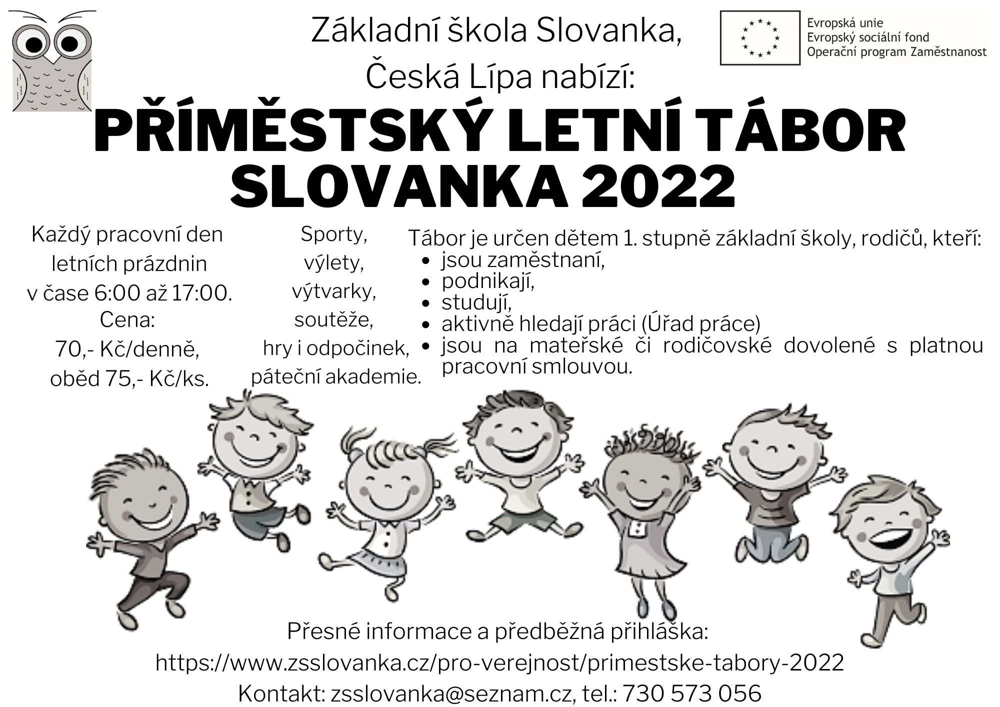 Základní škola Slovanka,
Česká Lípa nabízí:
Evropská unie
Evropský sociální fond
Operační program Zaměstnanost
PŘÍMĚSTSKÝ LETNÍ TÁBOR
SLOVANKA 2022
Každý pracovní den
letních prázdnin
v čase 6:00 až 17:00.
Cena:
70,- Kč/denně,
oběd 75,- Kč/ks.
Sporty,
výlety,
výtvarky,
soutěže,
hry i odpočinek,
páteční akademie.
Tábor je určen dětem 1. stupně základní školy, rodičů, kteří:
• jsou zaměstnaní,
• podnikají,
• studují,
• aktivně hledají práci (Úřad práce)
• jsou na mateřské či rodičovské dovolené s platnou
pracovní smlouvou.
Přesné informace a předběžná přihláška:
https://www.zsslovanka.cz/pro-verejnost/primestske-tabory-2022
Kontakt: zsslovanka@seznam.cz, tel.: 730 573 056